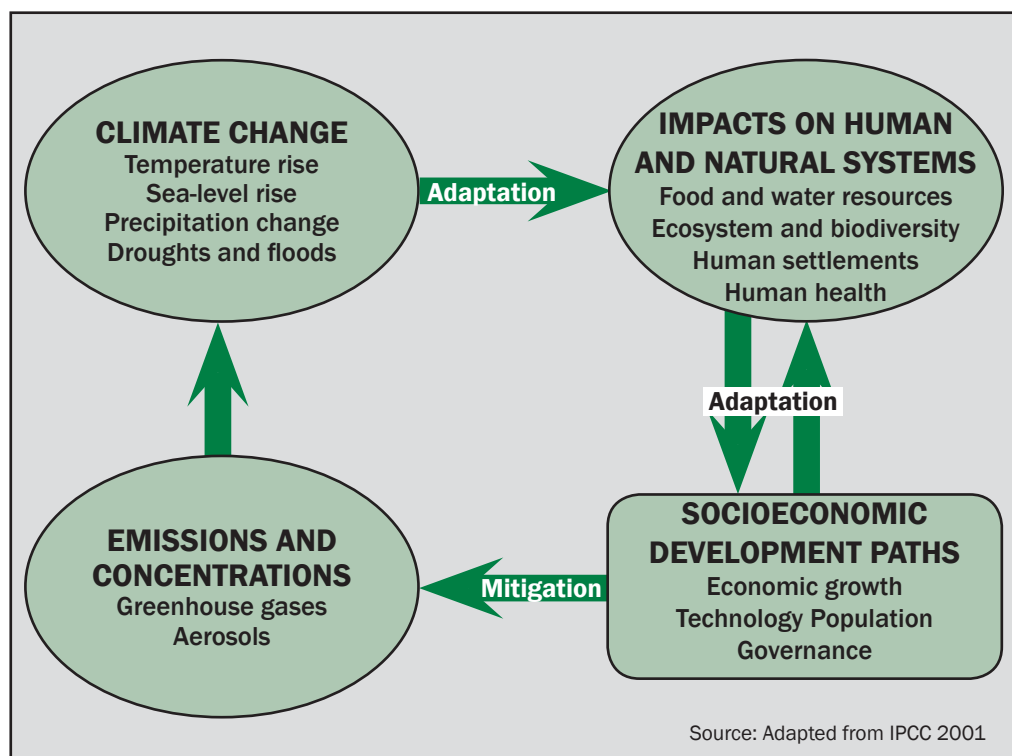 CLIMATE CHANGE
Temperature rise
Sea-level rise
Precipitation change
Droughts and floods
Adaptation
IMPACTS ON HUMAN
AND NATURAL SYSTEMS
Food and water resources
Ecosystem and biodiversity
Human settlements
Human health
Adaptation
EMISSIONS AND
CONCENTRATIONS
Greenhouse gases
Aerosols
Mitigation
SOCIOECONOMIC
DEVELOPMENT PATHS
Economic growth
Technology Population
Governance
Source: Adapted from IPCC 2001